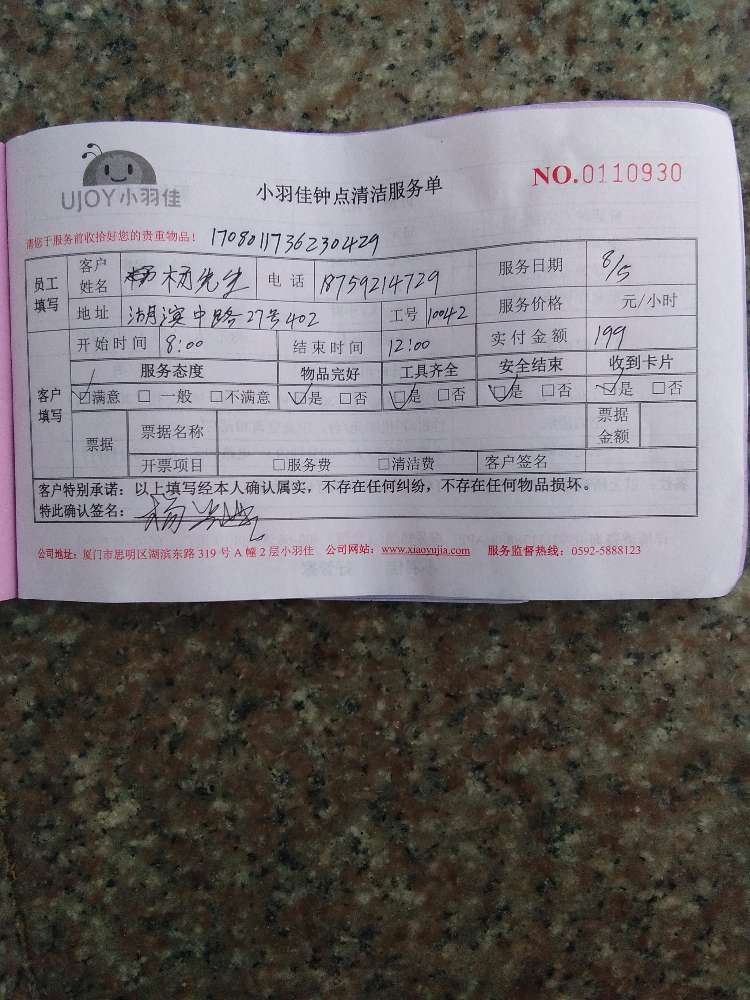 UJOY小羽佳
小羽佳钟点清洁服务单
NO.0110930
请您于服务前收拾好您的贵重物品! 1708011736230429
员工填写 客户姓名 杨先生 电话 18759214729 服务日期 8/5
地址 湖滨中路27号402 工号 10042 服务价格 元/小时
客户填写 开始时间 8:00 结束时间 12:00 实付金额 199
服务态度 物品完好 工具齐全 安全结束 收到卡片
☑满意 □一般 □不满意 ☑是 □否 ☑是 □否 ☑是 □否 ☑是 □否
票据 票据名称 票据金额
开票项目 □服务费 □清洁费 客户签名
客户特别承诺:以上填写经本人确认属实,不存在任何纠纷,不存在任何物品损坏。
特此确认签名:
公司地址:厦门市思明区湖滨东路 319 号 A 幢 2 层小羽佳 公司网站:www.xiaoyujia.com 服务监督热线:0592-5888123